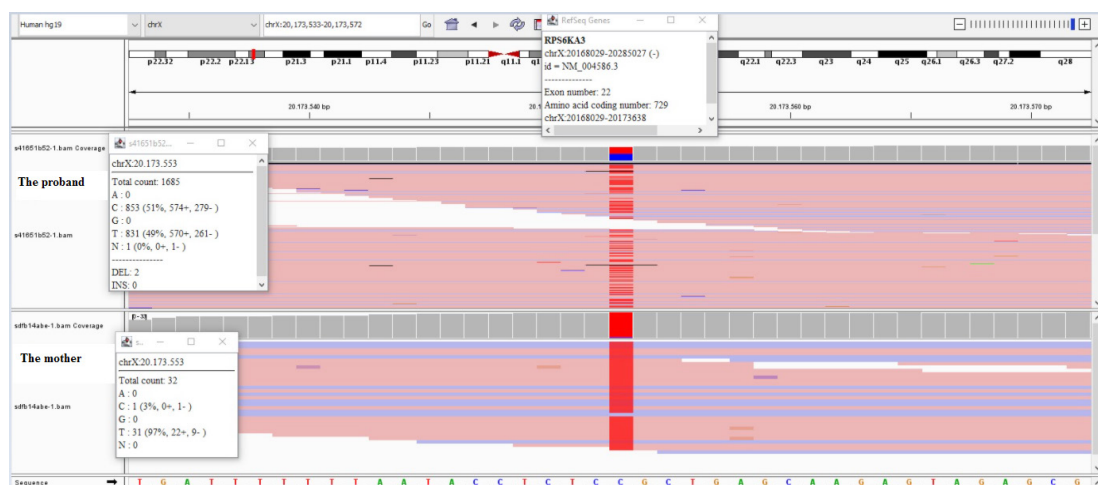 Human hg19
chrX
chrX:20,173,533-20,173,572
Go
p22.32 p22.2 p22.13 p21.3 p21.1 p11.4 p11.23 p11.21 q11.1 q22.1 q22.3 q23 q24 q25 q26.1 q26.3 q27.2 q28
20.173.540 bp
20.173.560 bp
20.173.570 bp
RefSeq Genes
RPS6KA3
chrX:20168029-20285027 (-)
id = NM_004586.3
--------------
Exon number: 22
Amino acid coding number: 729
chrX:20168029-20173638
s41651b52-1.bam Coverage
The proband
s41651b52-1.bam
s41651b52...
chrX:20.173.553
Total count: 1685
A : 0
C : 853 (51%, 574+, 279- )
G : 0
T : 831 (49%, 570+, 261- )
N : 1 (0%, 0+, 1- )
---------------
DEL: 2
INS: 0
sdfb14abe-1.bam Coverage
The mother
sdfb14abe-1.bam
s..
chrX:20.173.553
Total count: 32
A : 0
C : 1 (3%, 0+, 1- )
G : 0
T : 31 (97%, 22+, 9- )
N : 0
Sequence
T G A T T T T T T T A A T A C C T C T C C G C T G A G C A A G A G T A G A G C G